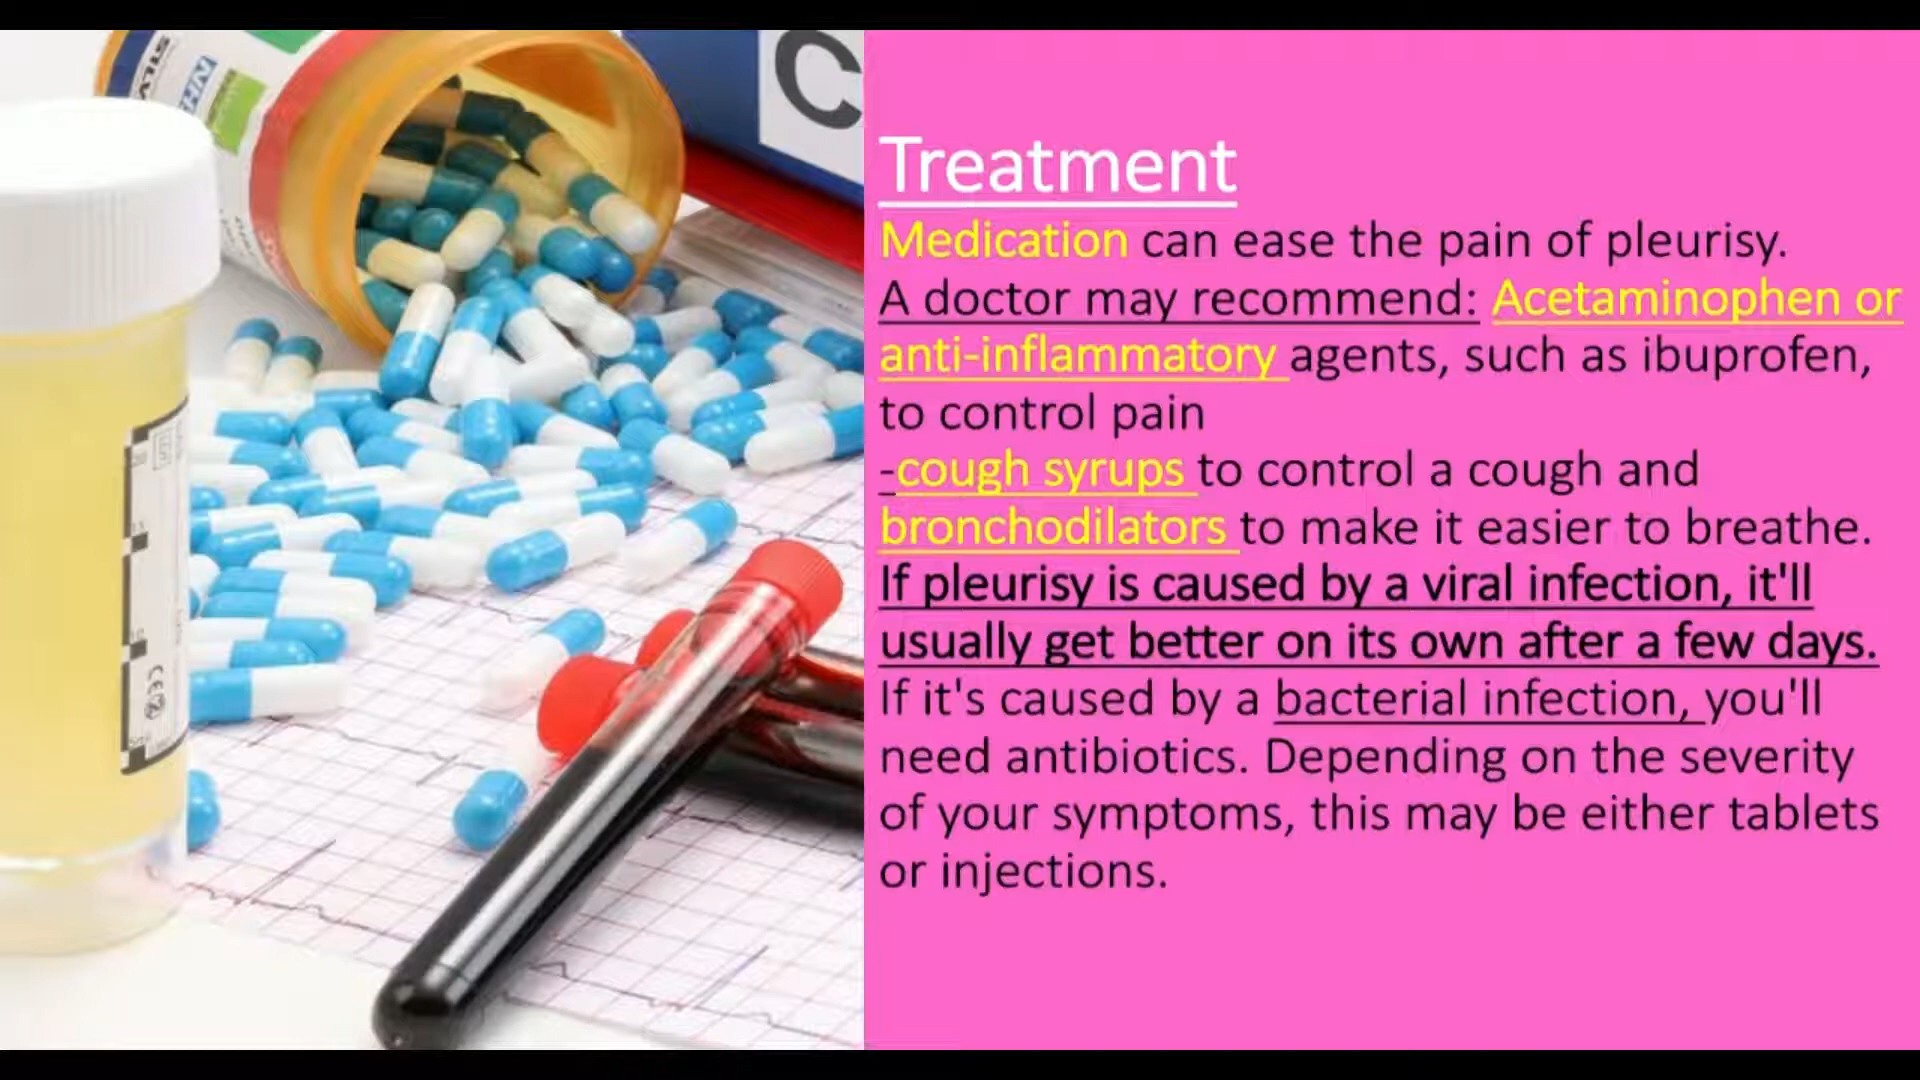 SILV
NH
C
Treatment
Medication can ease the pain of pleurisy.
A doctor may recommend: Acetaminophen or
anti-inflammatory agents, such as ibuprofen,
to control pain
-cough syrups to control a cough and
bronchodilators to make it easier to breathe.
If pleurisy is caused by a viral infection, it'll
usually get better on its own after a few days.
If it's caused by a bacterial infection, you'll
need antibiotics. Depending on the severity
of your symptoms, this may be either tablets
or injections.